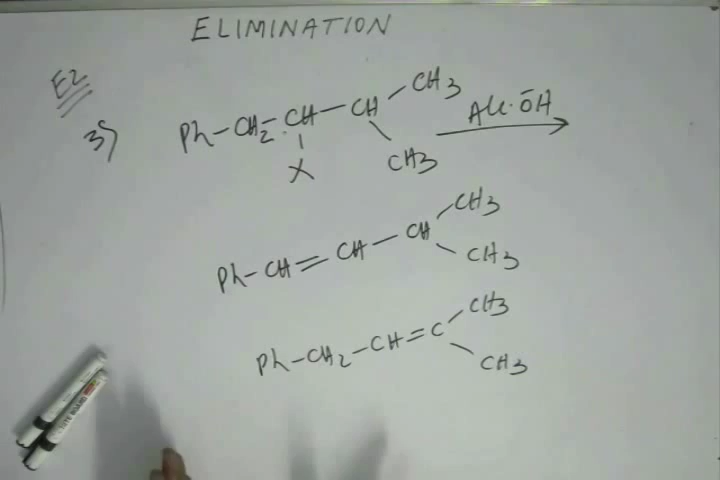 ELIMINATION
E2
3) Ph-CH2-CH-CH-CH3 Alc. ŌH
X CH3
Ph-CH=CH-CH-CH3
CH3
Ph-CH2-CH=C-CH3
CH3